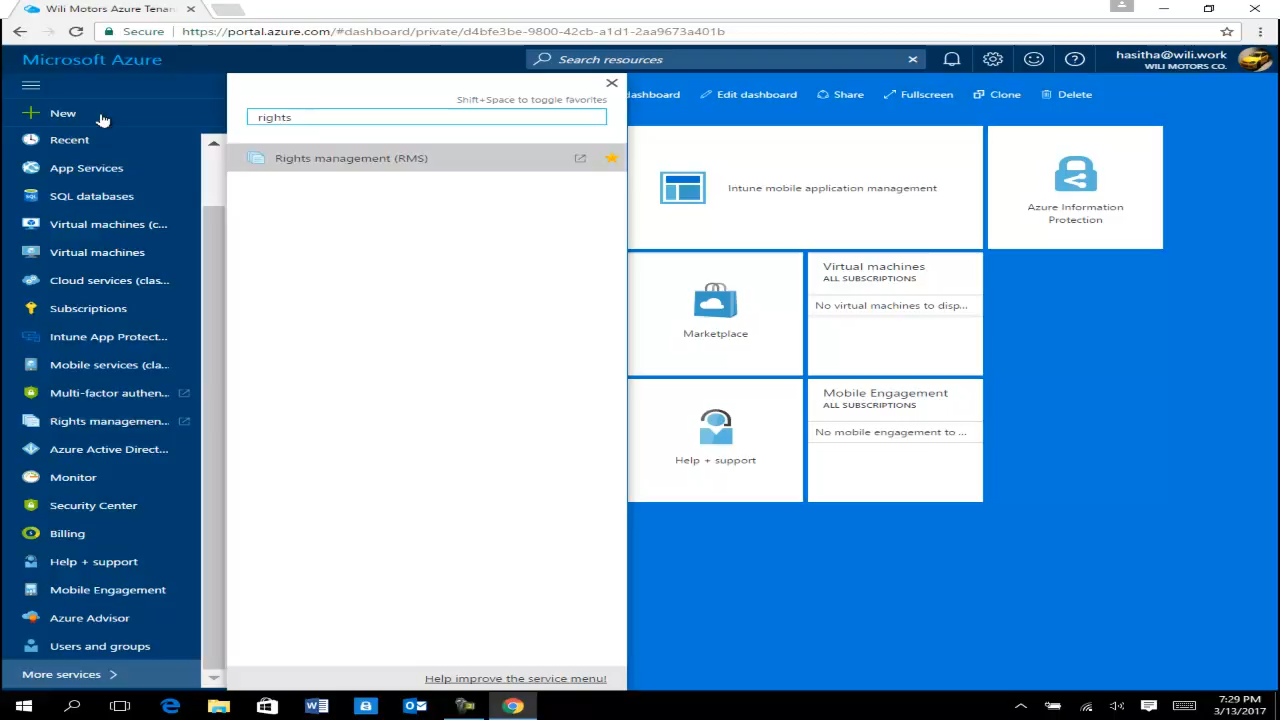 Wili Motors Azure Tenan
Secure
https://portal.azure.com/#dashboard/private/d4bfe3be-9800-42cb-a1d1-2aa9673a401b
Microsoft Azure
Search resources
hasitha@wili.work
WILI MOTORS CO.
New
Recent
App Services
SQL databases
Virtual machines (c...
Virtual machines
Cloud services (clas...
Subscriptions
Intune App Protect...
Mobile services (cla...
Multi-factor authen...
Rights managemen...
Azure Active Direct...
Monitor
Security Center
Billing
Help + support
Mobile Engagement
Azure Advisor
Users and groups
More services
Shift+Space to toggle favorites
rights
Rights management (RMS)
Help improve the service menu!
dashboard
Edit dashboard
Share
Fullscreen
Clone
Delete
Intune mobile application management
Azure Information
Protection
Marketplace
Virtual machines
ALL SUBSCRIPTIONS
No virtual machines to disp...
Help + support
Mobile Engagement
ALL SUBSCRIPTIONS
No mobile engagement to ...
7:29 PM
3/13/2017